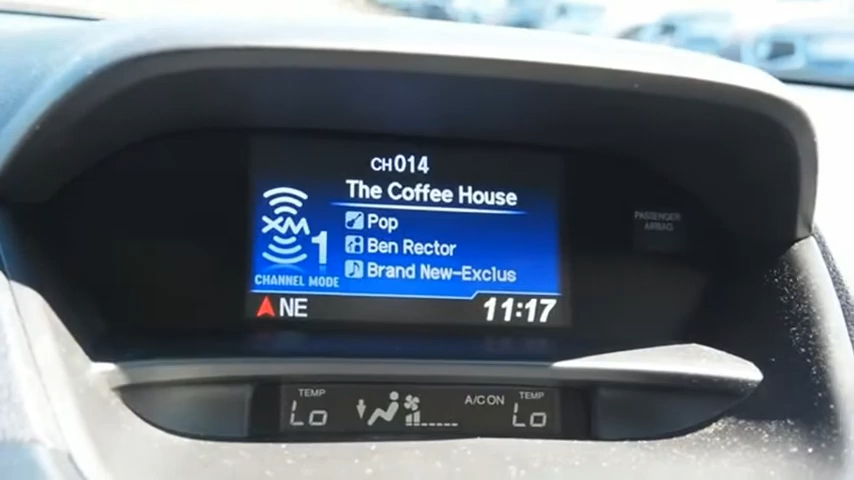 CH014
The Coffee House
XM 1
Pop
Ben Rector
Brand New-Exclus
CHANNEL MODE
NE
11:17
PASSENGER
AIRBAG
TEMP
Lo
A/C ON
TEMP
Lo